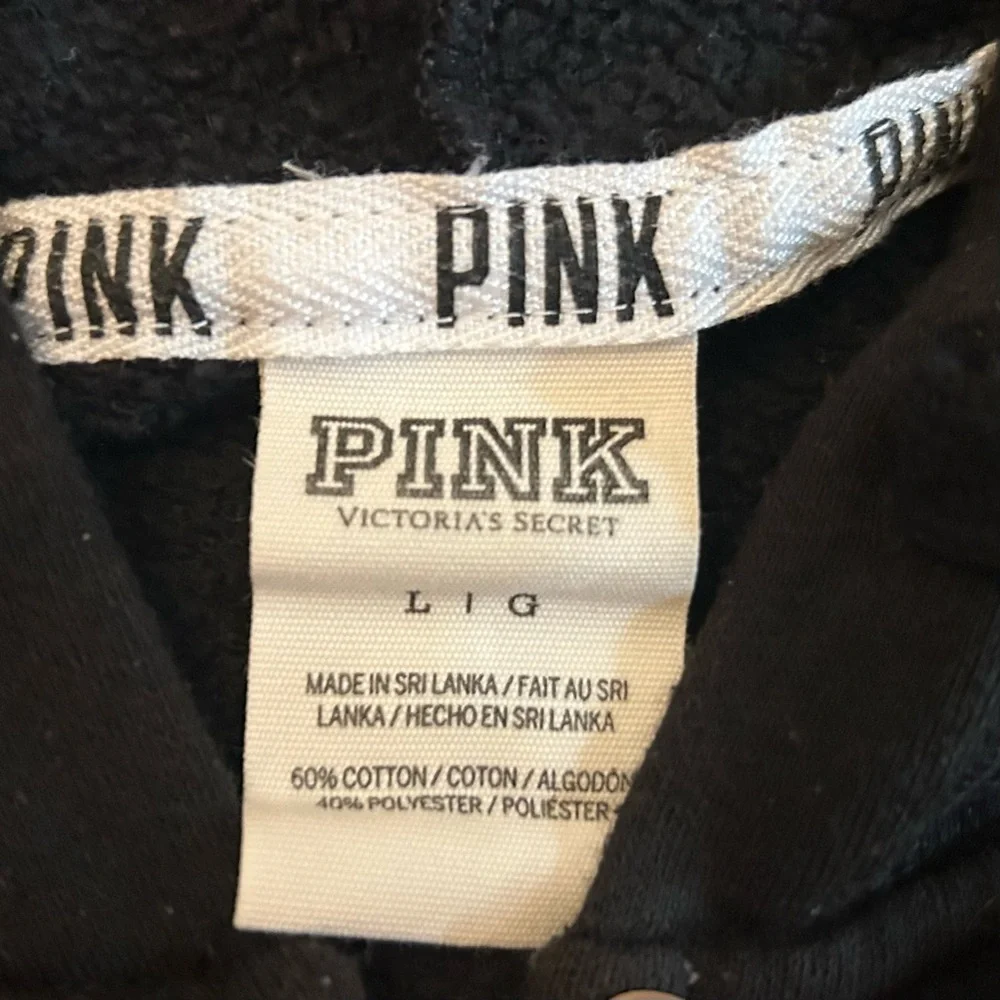 PINK PINK PINK
PINK
VICTORIA'S SECRET
L | G
MADE IN SRI LANKA / FAIT AU SRI
LANKA / HECHO EN SRI LANKA
60% COTTON / COTON / ALGODÓN
40% POLYESTER / POLIÉSTER